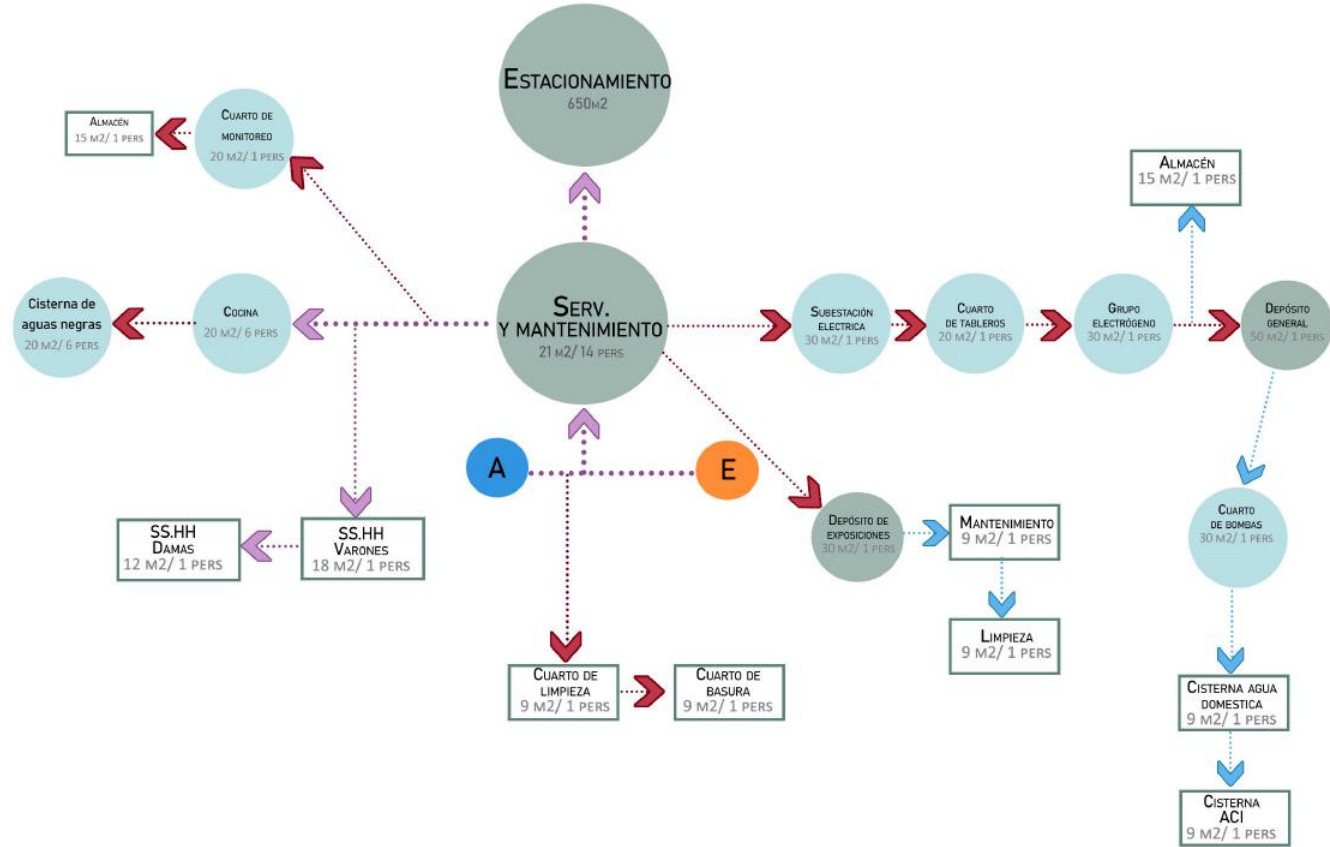 Estacionamiento
650m2
Almacén
15 m2/ 1 pers
Cuarto de
monitoreo
20 m2/ 1 pers
Almacén
15 m2/ 1 pers
Cisterna de
aguas negras
20 m2/ 6 pers
Cocina
20 m2/ 6 pers
Serv.
y mantenimiento
21 m2/ 14 pers
Subestación
electrica
30 m2/ 1 pers
Cuarto
de tableros
20 m2/ 1 pers
Grupo
electrógeno
30 m2/ 1 pers
Depósito
general
50 m2/ 1 pers
A
E
SS.HH
Damas
12 m2/ 1 pers
SS.HH
Varones
18 m2/ 1 pers
Depósito de
exposiciones
30 m2/ 1 pers
Mantenimiento
9 m2/ 1 pers
Cuarto
de bombas
30 m2/ 1 pers
Limpieza
9 m2/ 1 pers
Cuarto de
limpieza
9 m2/ 1 pers
Cuarto de
basura
9 m2/ 1 pers
Cisterna agua
domestica
9 m2/ 1 pers
Cisterna
ACI
9 m2/ 1 pers